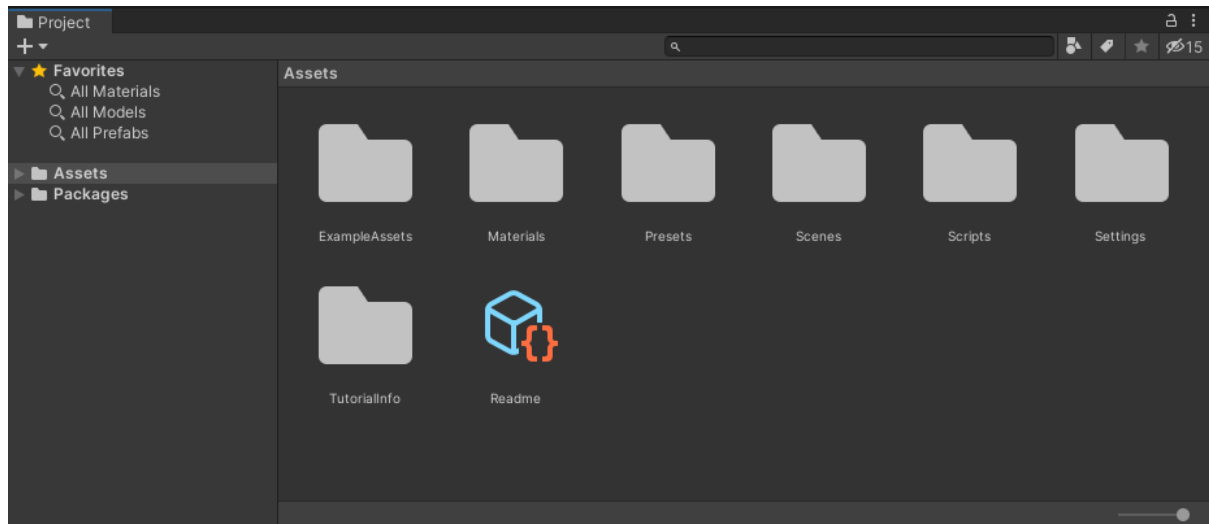 Project
15
Favorites
All Materials
All Models
All Prefabs
Assets
Packages
Assets
ExampleAssets
Materials
Presets
Scenes
Scripts
Settings
TutorialInfo
Readme